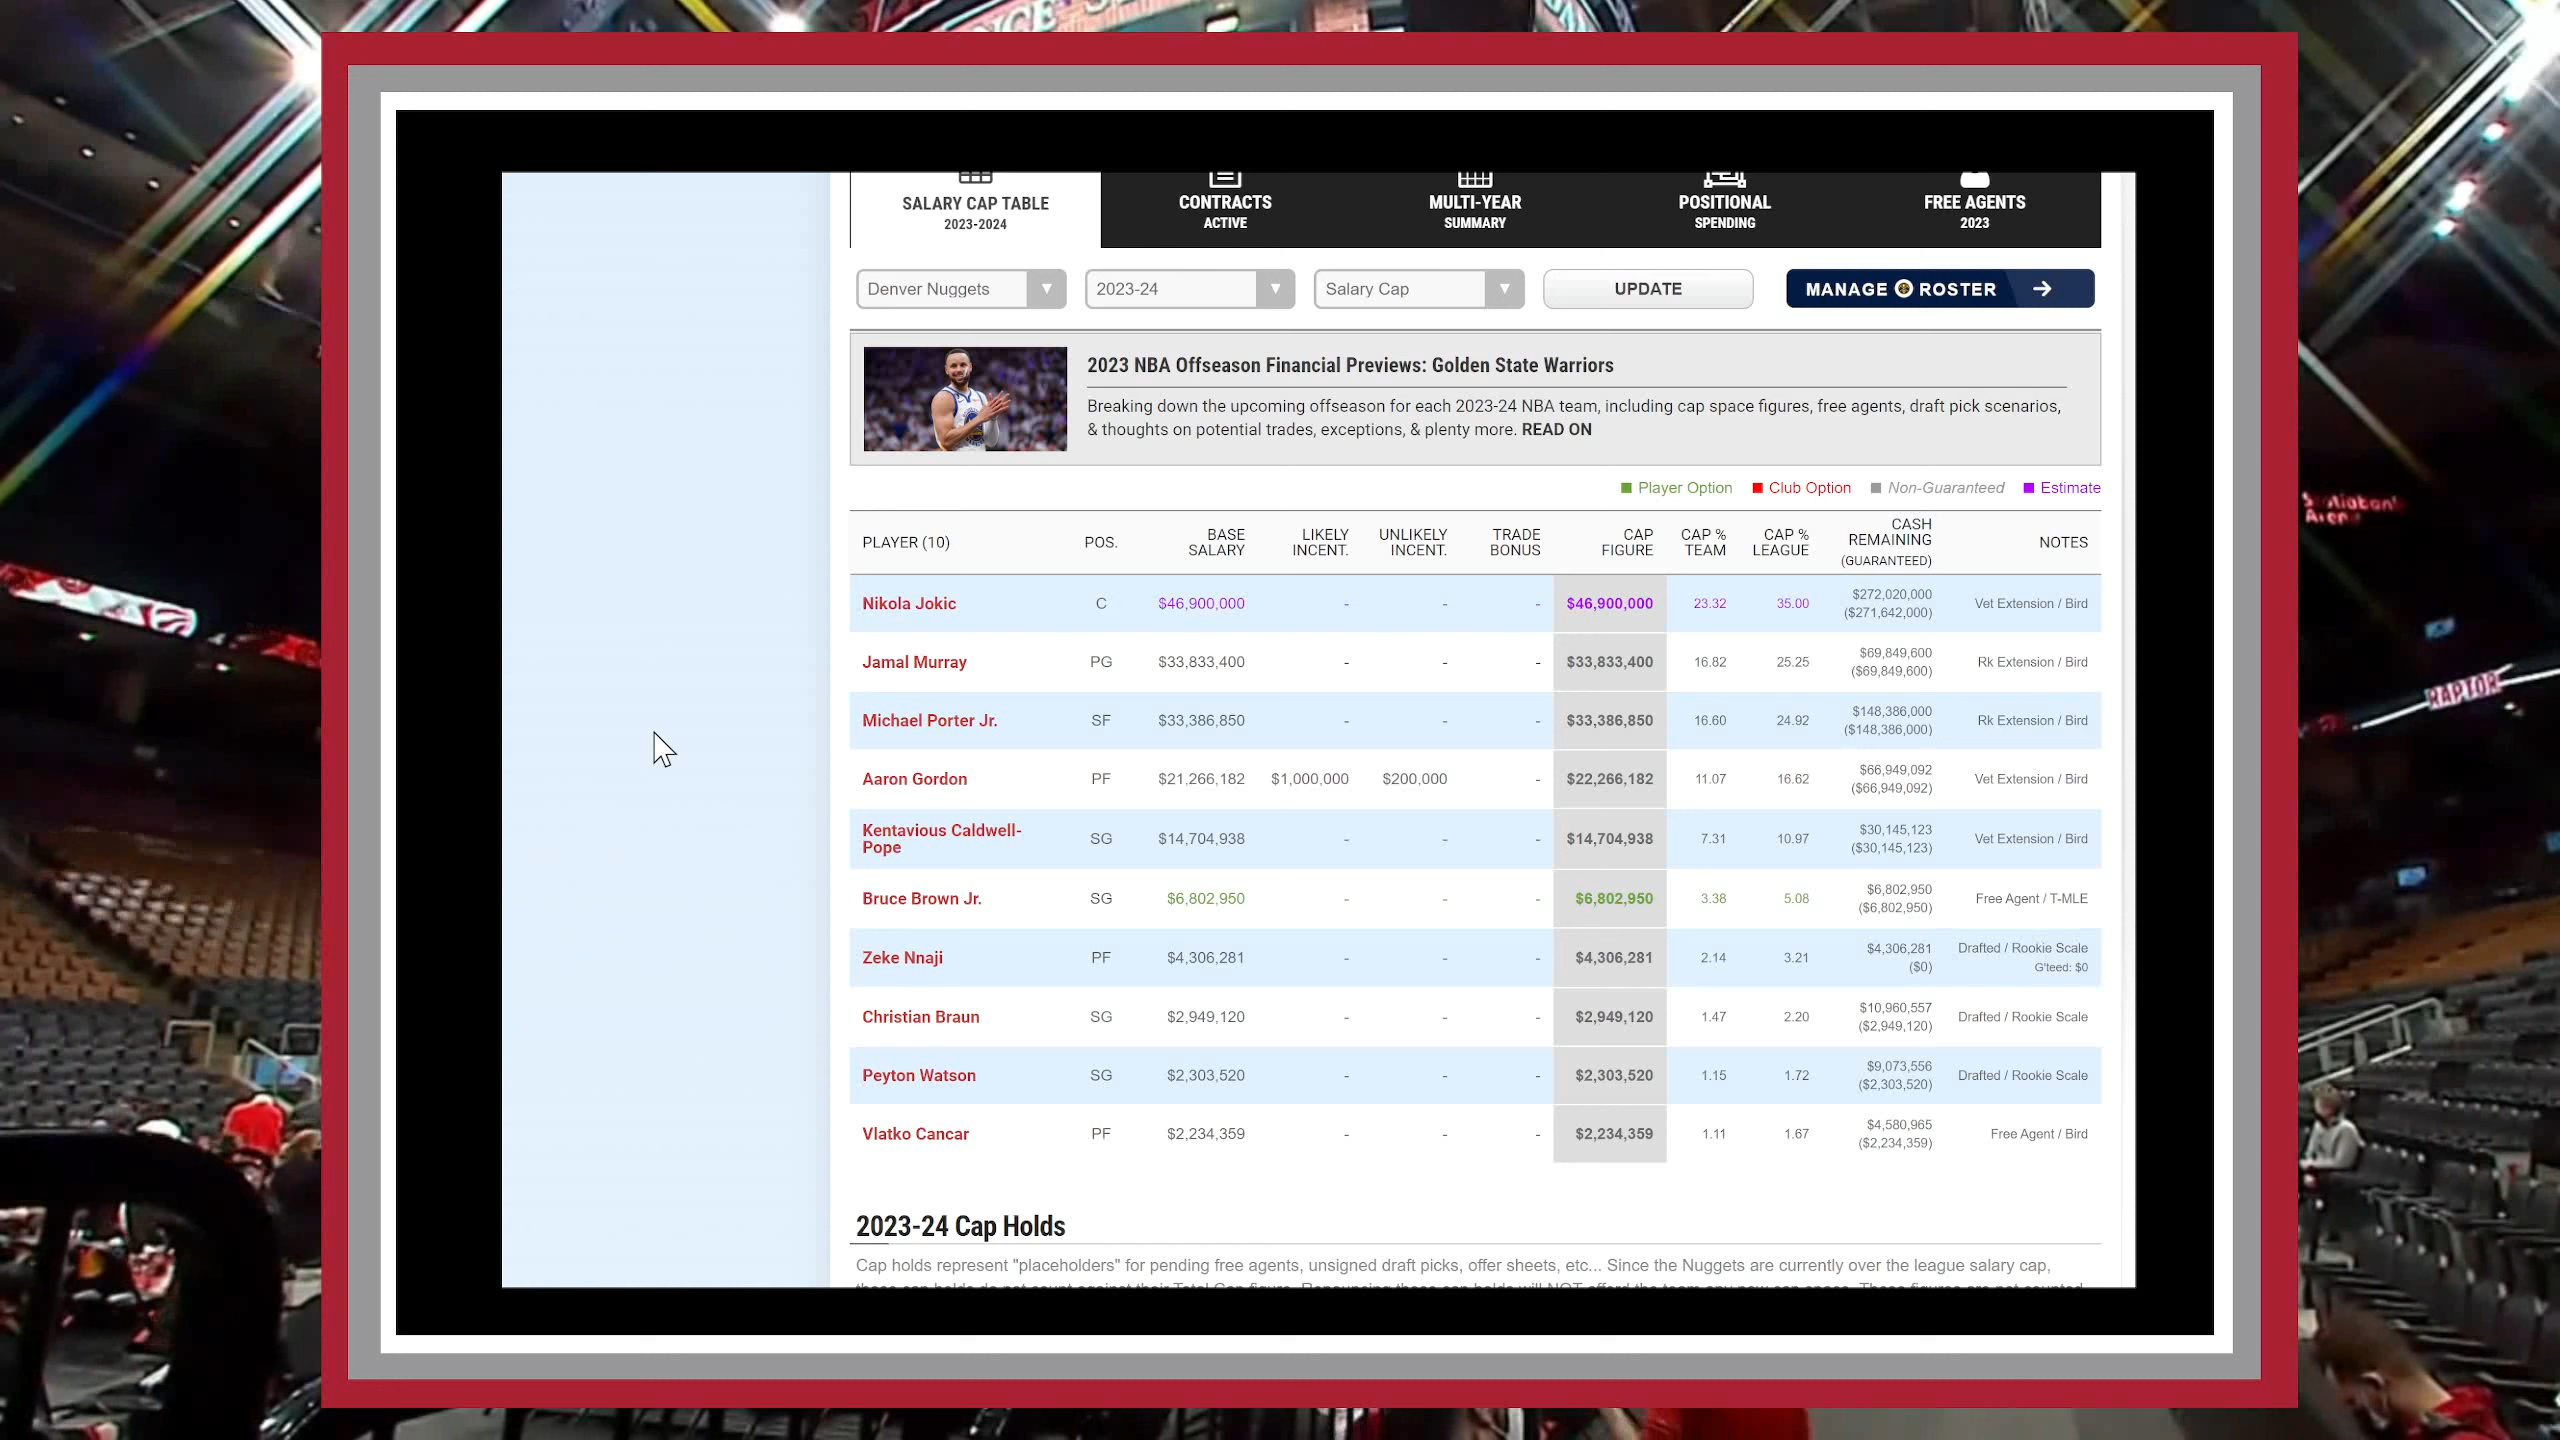 SALARY CAP TABLE
2023-2024
CONTRACTS
ACTIVE
MULTI-YEAR
SUMMARY
POSITIONAL
SPENDING
FREE AGENTS
2023
Denver Nuggets
2023-24
Salary Cap
UPDATE
MANAGE ROSTER
2023 NBA Offseason Financial Previews: Golden State Warriors
Breaking down the upcoming offseason for each 2023-24 NBA team, including cap space figures, free agents, draft pick scenarios,
& thoughts on potential trades, exceptions, & plenty more. READ ON
Player Option Club Option Non-Guaranteed Estimate
PLAYER (10) POS. BASE SALARY LIKELY INCENT. UNLIKELY INCENT. TRADE BONUS CAP FIGURE CAP % TEAM CAP % LEAGUE CASH REMAINING (GUARANTEED) NOTES
Nikola Jokic C $46,900,000 - - - $46,900,000 23.32 35.00 $272,020,000 ($271,642,000) Vet Extension / Bird
Jamal Murray PG $33,833,400 - - - $33,833,400 16.82 25.25 $69,849,600 ($69,849,600) Rk Extension / Bird
Michael Porter Jr. SF $33,386,850 - - - $33,386,850 16.60 24.92 $148,386,000 ($148,386,000) Rk Extension / Bird
Aaron Gordon PF $21,266,182 $1,000,000 $200,000 - $22,266,182 11.07 16.62 $66,949,092 ($66,949,092) Vet Extension / Bird
Kentavious Caldwell-Pope SG $14,704,938 - - - $14,704,938 7.31 10.97 $30,145,123 ($30,145,123) Vet Extension / Bird
Bruce Brown Jr. SG $6,802,950 - - - $6,802,950 3.38 5.08 $6,802,950 ($6,802,950) Free Agent / T-MLE
Zeke Nnaji PF $4,306,281 - - - $4,306,281 2.14 3.21 $4,306,281 ($0) Drafted / Rookie Scale G'teed: $0
Christian Braun SG $2,949,120 - - - $2,949,120 1.47 2.20 $10,960,557 ($2,949,120) Drafted / Rookie Scale
Peyton Watson SG $2,303,520 - - - $2,303,520 1.15 1.72 $9,073,556 ($2,303,520) Drafted / Rookie Scale
Vlatko Cancar PF $2,234,359 - - - $2,234,359 1.11 1.67 $4,580,965 ($2,234,359) Free Agent / Bird
2023-24 Cap Holds
Cap holds represent "placeholders" for pending free agents, unsigned draft picks, offer sheets, etc... Since the Nuggets are currently over the league salary cap,
RAPTOR